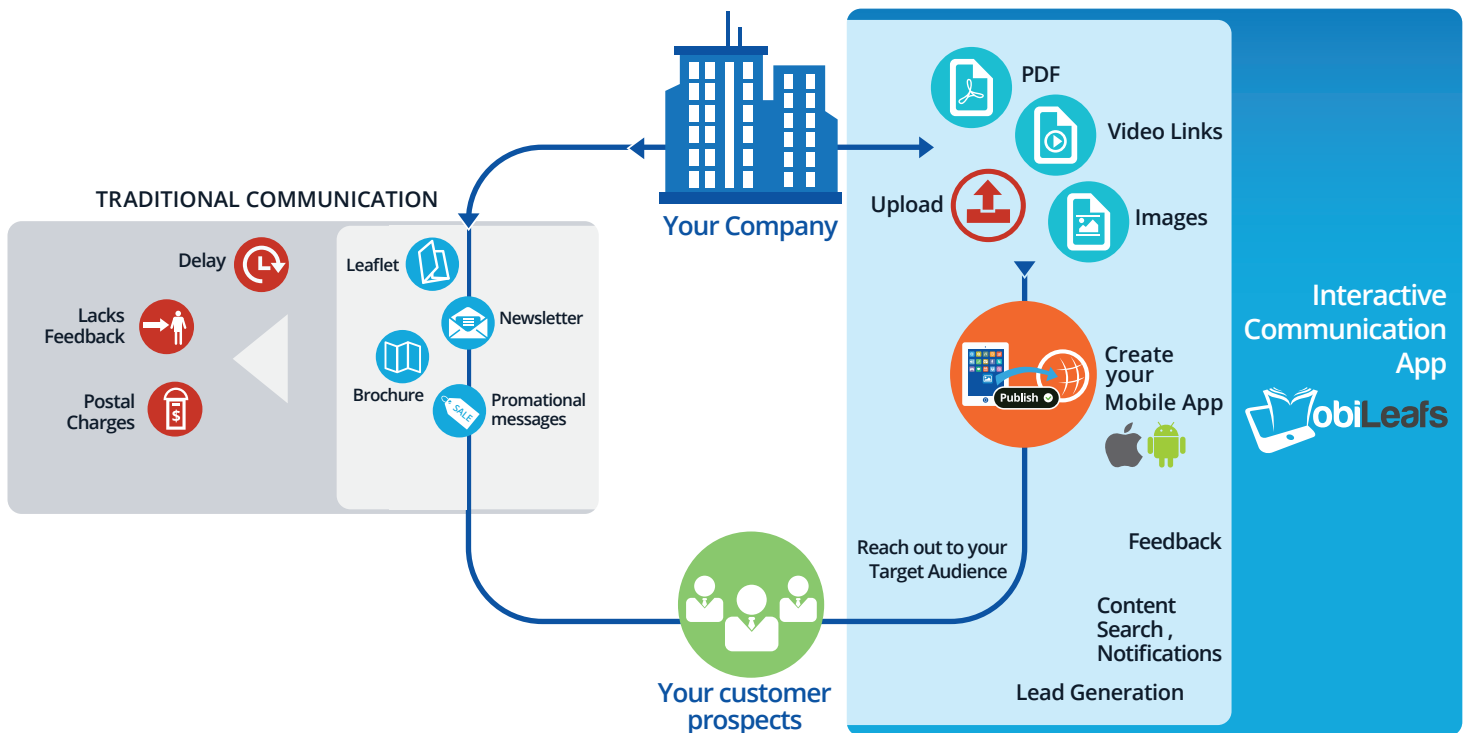 TRADITIONAL COMMUNICATION
Delay
Lacks
Feedback
Postal
Charges
$
Leaflet
Newsletter
Brochure
SALE
Promational
messages
Your Company
Your customer
prospects
PDF
Video Links
Upload
Images
Publish
Create
your
Mobile App
Reach out to your
Target Audience
Feedback
Content
Search ,
Notifications
Lead Generation
Interactive
Communication
App
obiLeafs